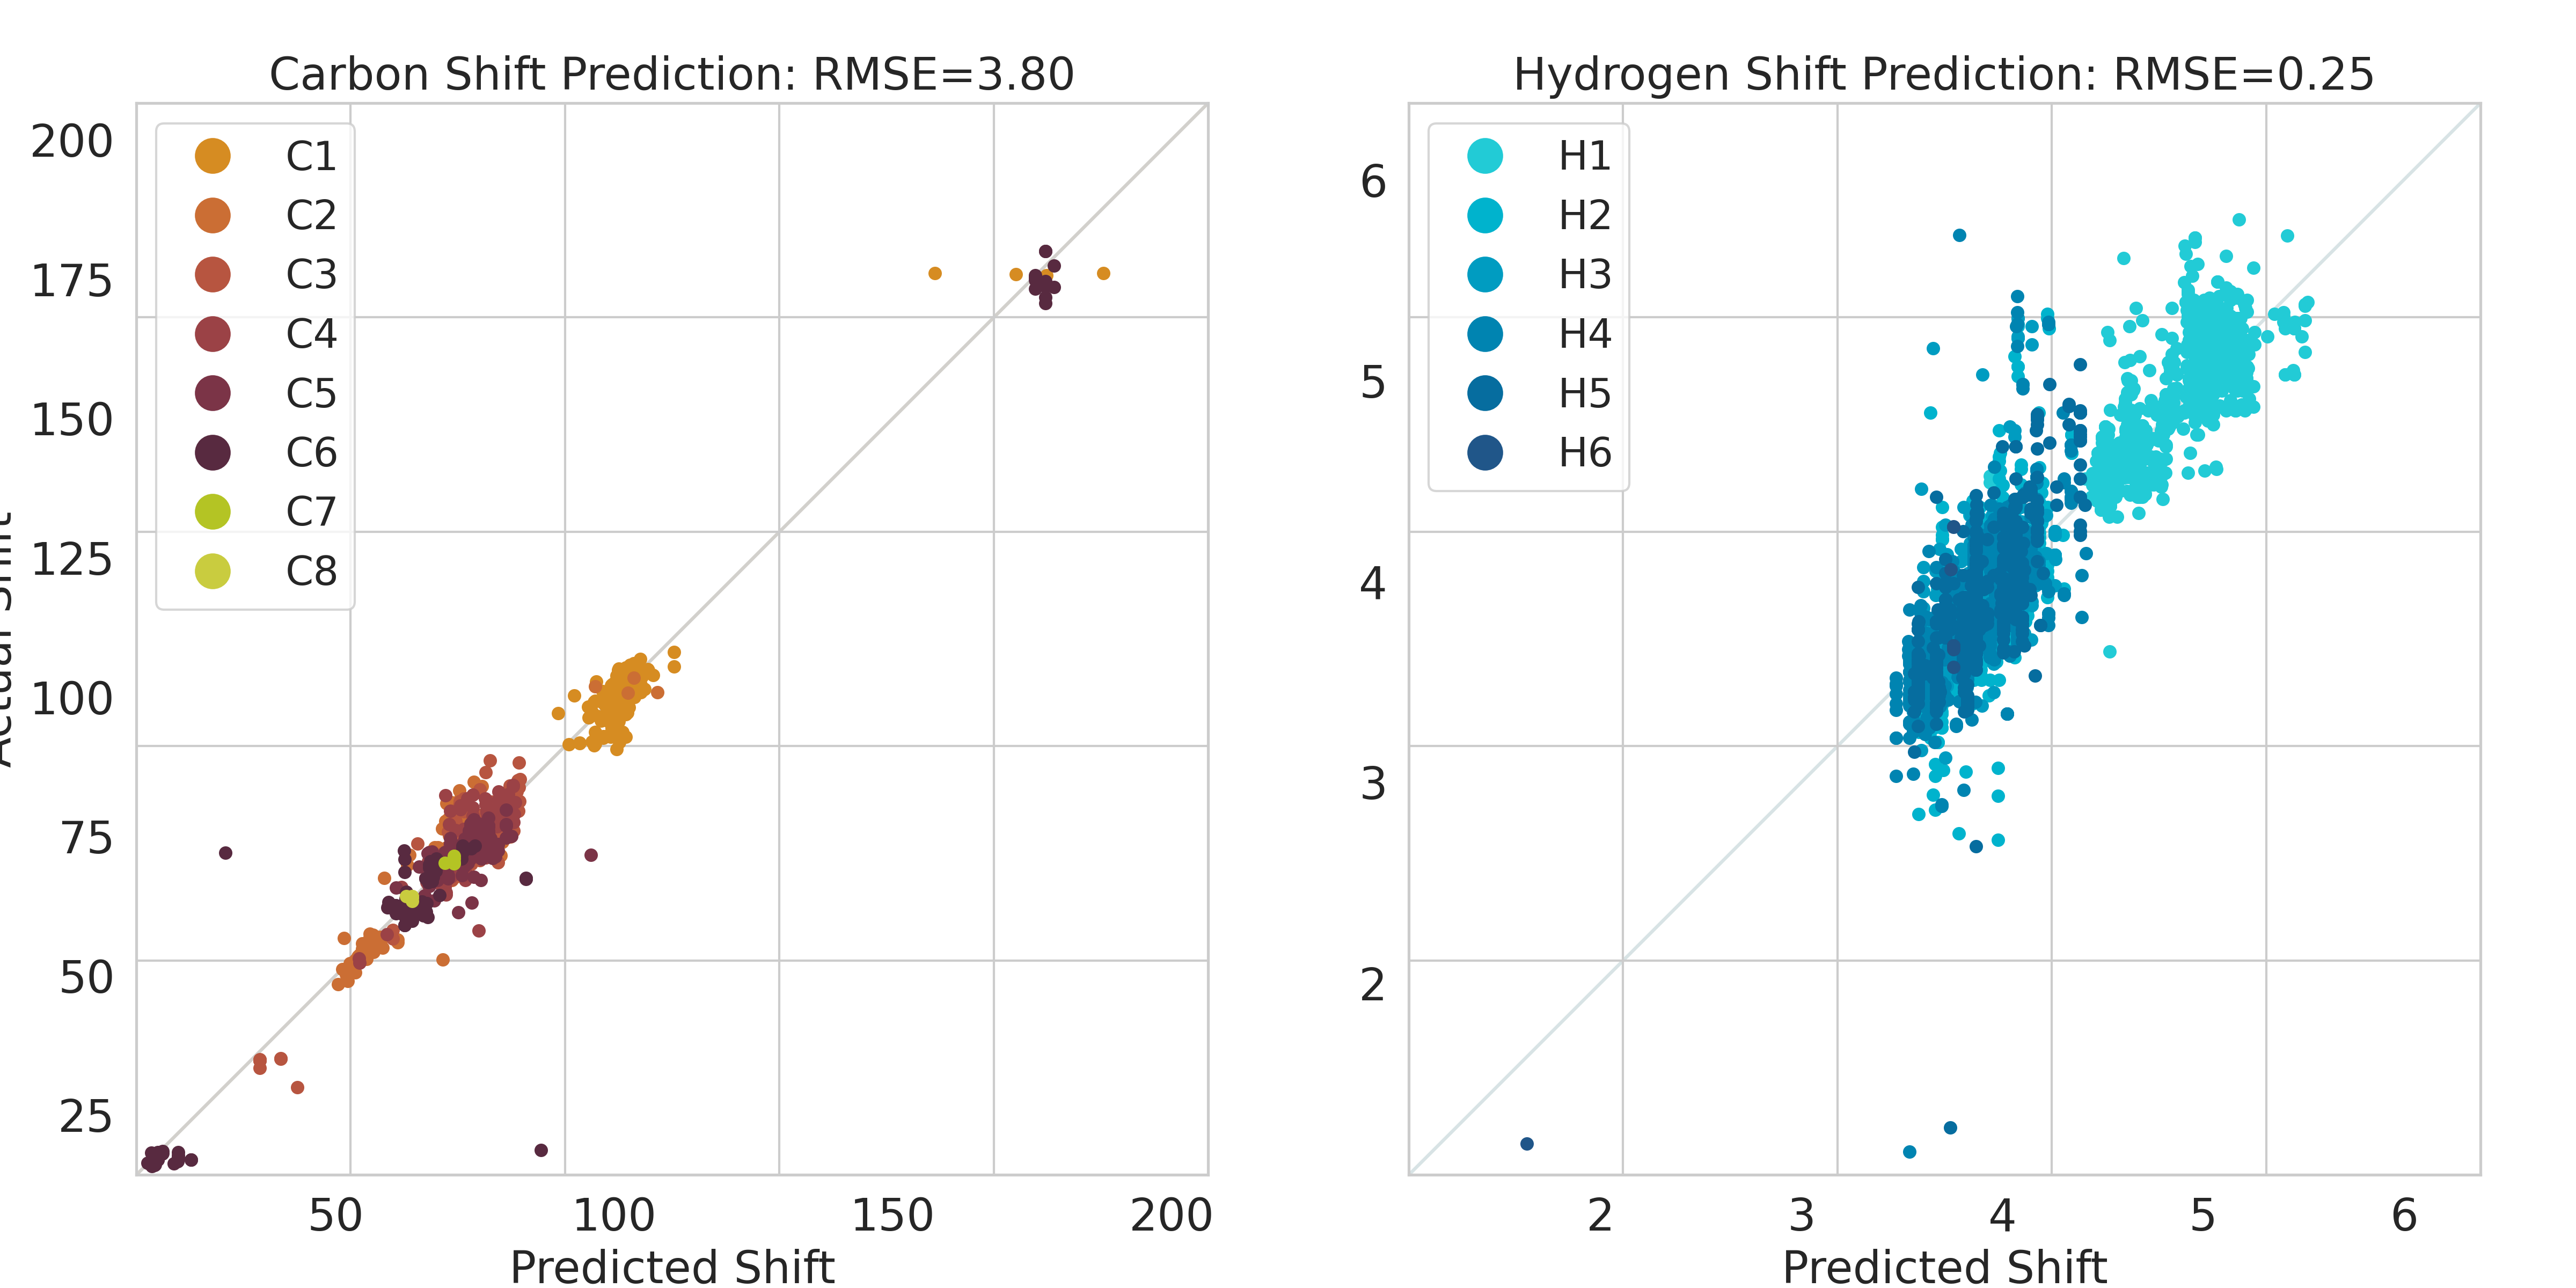 Carbon Shift Prediction: RMSE=3.80
200
175
150
125
100
75
50
25
C1
C2
C3
C4
C5
C6
C7
C8
50 100 150 200
Predicted Shift
Hydrogen Shift Prediction: RMSE=0.25
6
5
4
3
2
H1
H2
H3
H4
H5
H6
2 3 4 5 6
Predicted Shift
Actual Shift